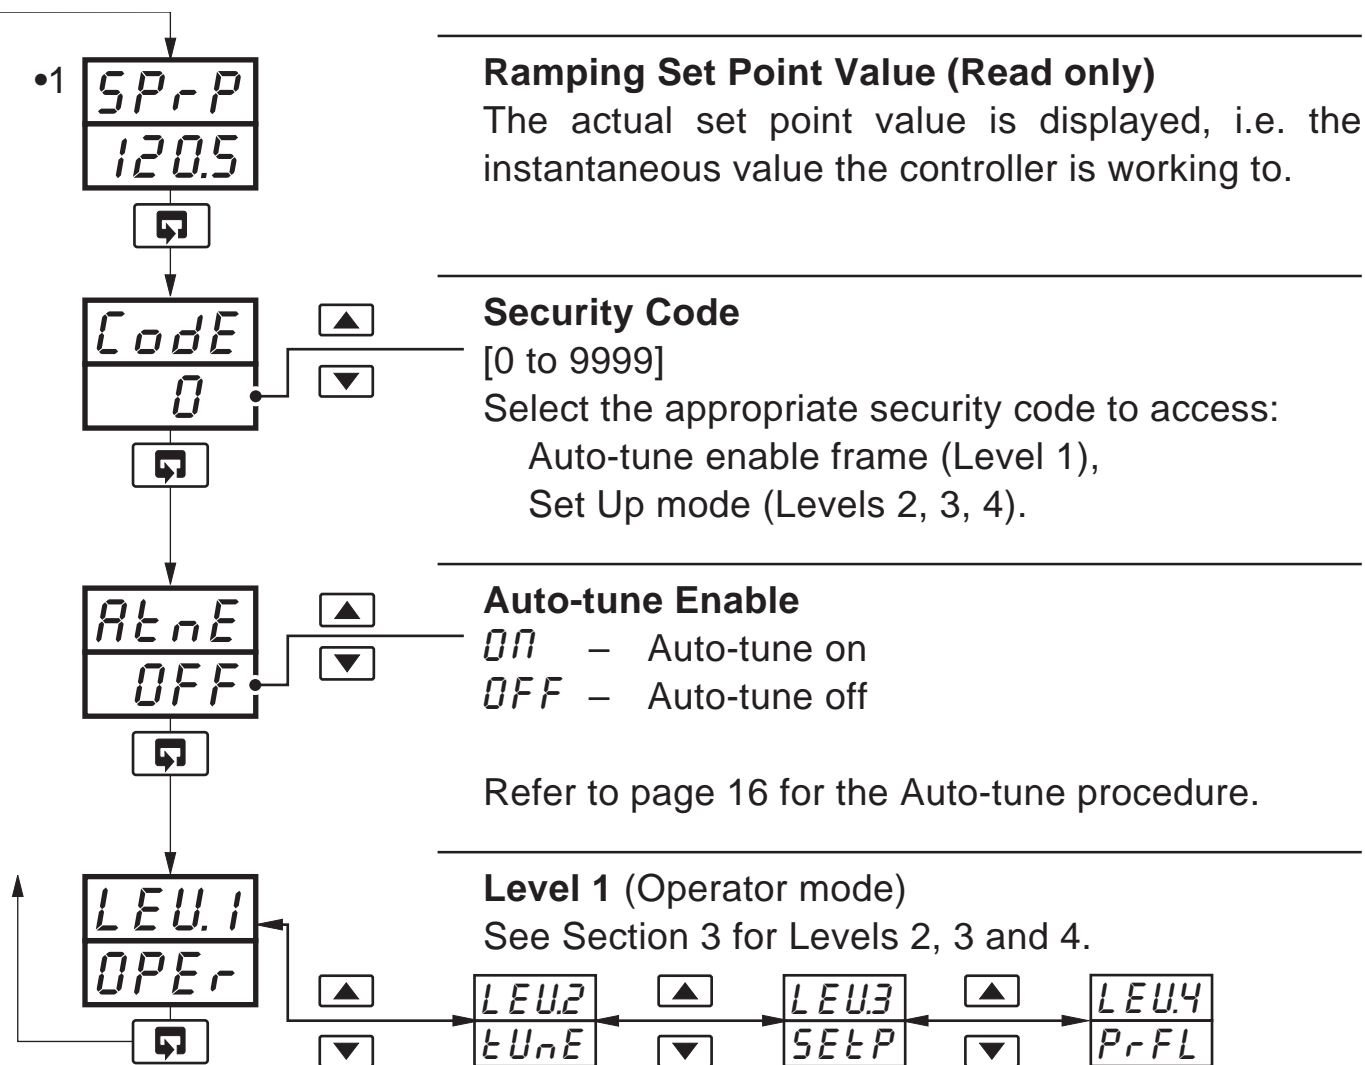 •1
SPrP
120.5
Ramping Set Point Value (Read only)
The actual set point value is displayed, i.e. the
instantaneous value the controller is working to.
CodE
0
Security Code
[0 to 9999]
Select the appropriate security code to access:
Auto-tune enable frame (Level 1),
Set Up mode (Levels 2, 3, 4).
AtnE
OFF
Auto-tune Enable
ON – Auto-tune on
OFF – Auto-tune off
Refer to page 16 for the Auto-tune procedure.
LEU.1
OPEr
Level 1 (Operator mode)
See Section 3 for Levels 2, 3 and 4.
LEU.2
tUnE
LEU.3
SEtP
LEU.4
PrFL